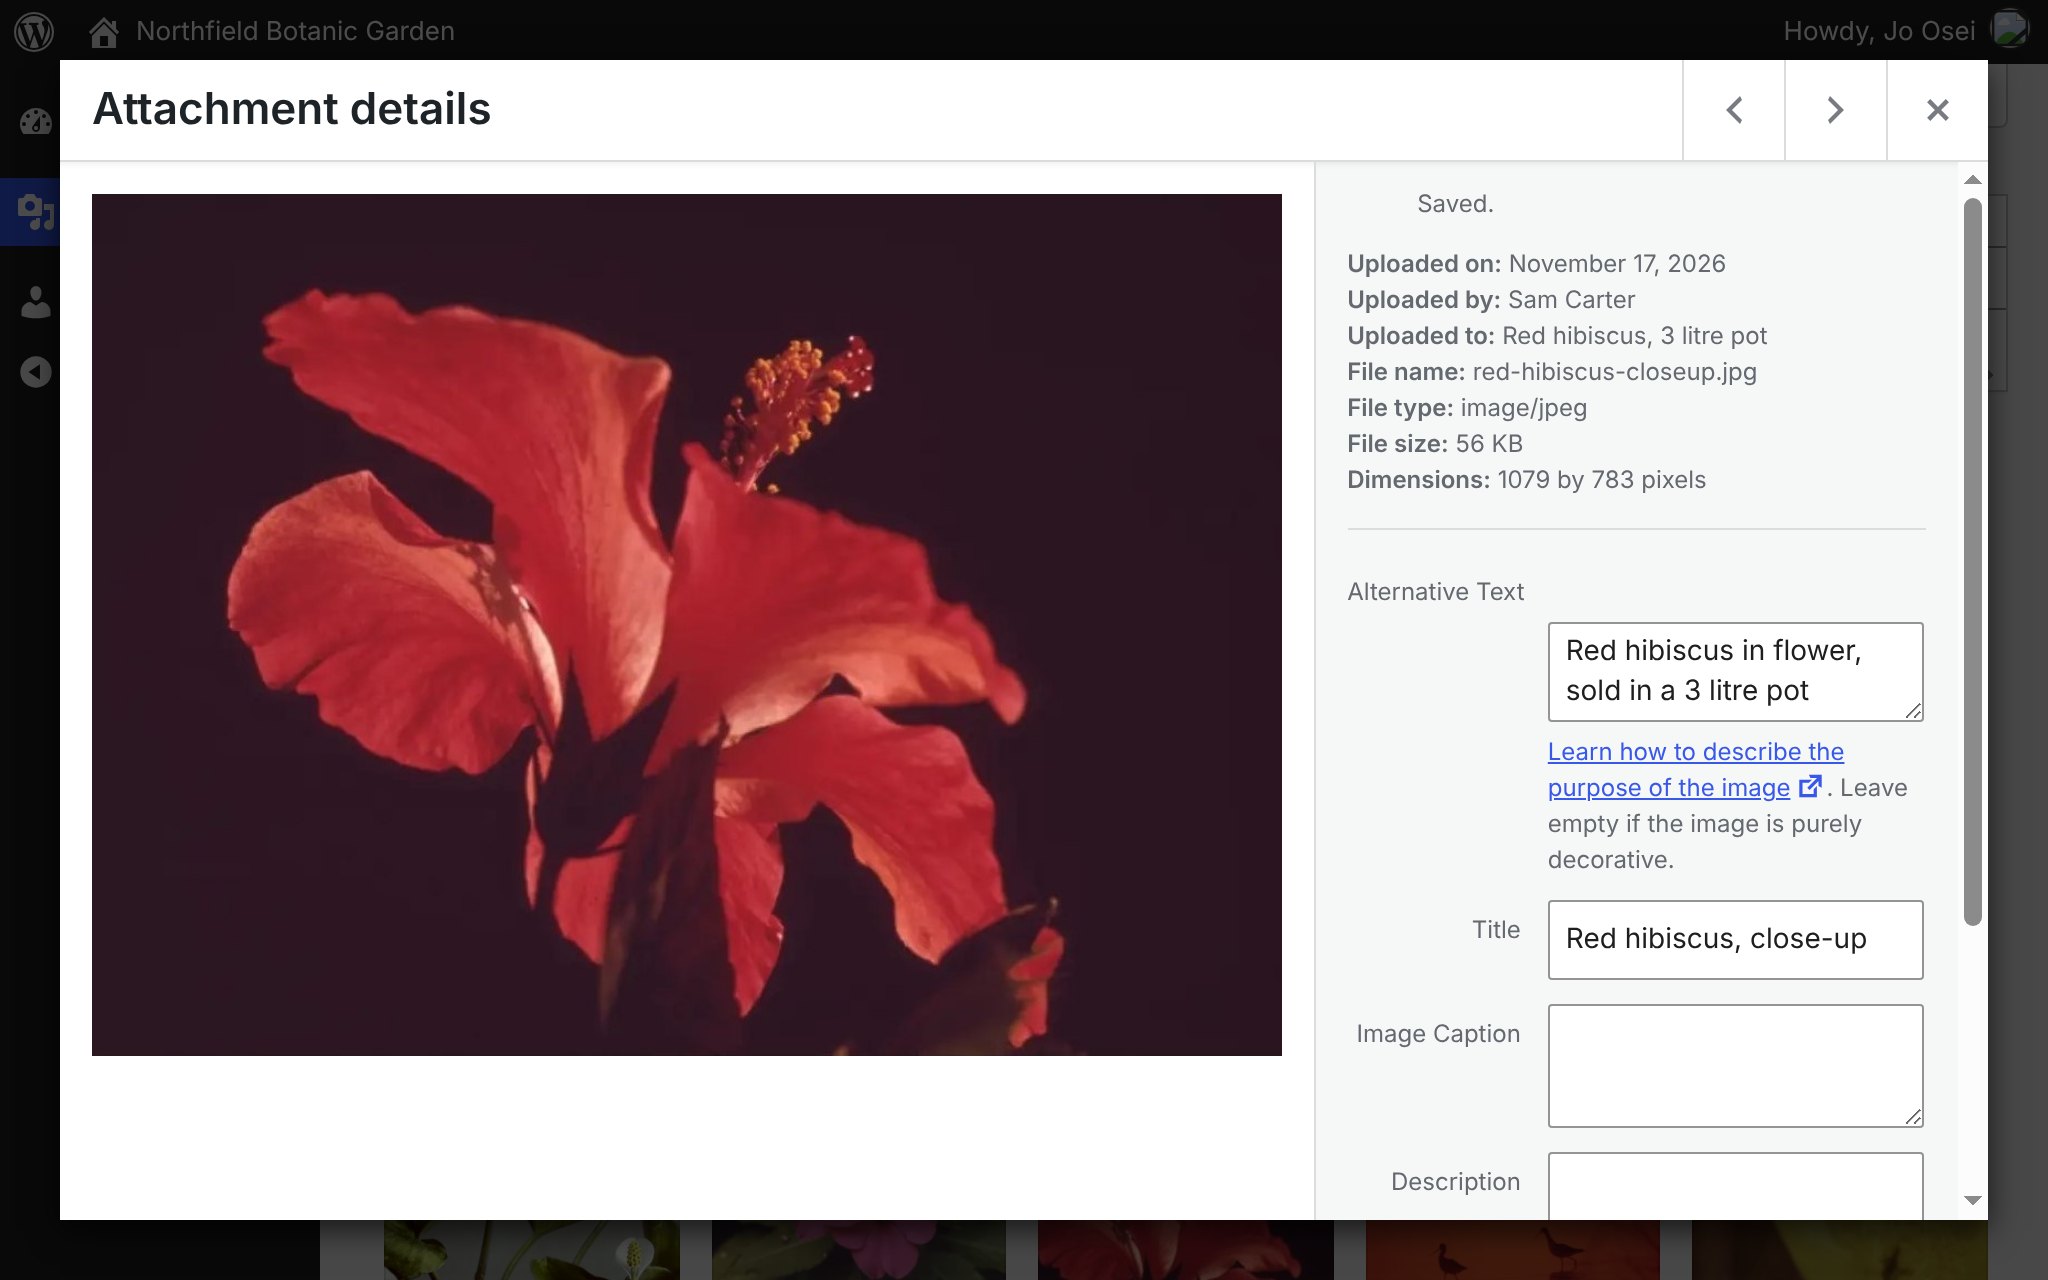 Northfield Botanic Garden
Howdy, Jo Osei
Attachment details
Saved.
Uploaded on: November 17, 2026
Uploaded by: Sam Carter
Uploaded to: Red hibiscus, 3 litre pot
File name: red-hibiscus-closeup.jpg
File type: image/jpeg
File size: 56 KB
Dimensions: 1079 by 783 pixels
Alternative Text
Red hibiscus in flower,
sold in a 3 litre pot
Learn how to describe the
purpose of the image . Leave
empty if the image is purely
decorative.
Title
Red hibiscus, close-up
Image Caption
Description